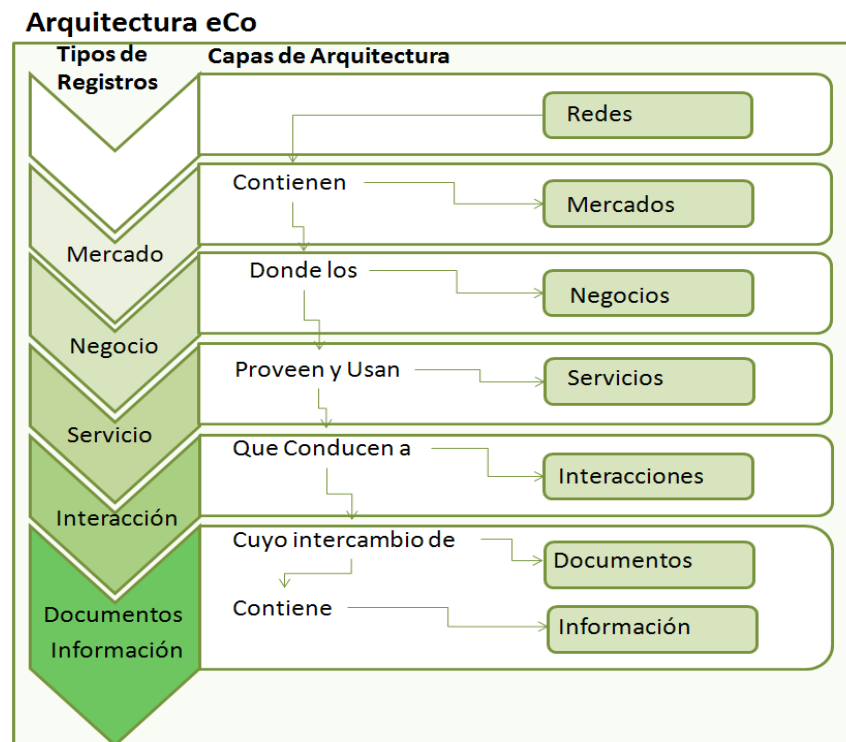 Arquitectura eCo
Tipos de
Registros
Capas de Arquitectura
Redes
Contienen
Mercados
Mercado
Donde los
Negocios
Negocio
Proveen y Usan
Servicios
Servicio
Que Conducen a
Interacciones
Interacción
Cuyo intercambio de
Documentos
Contiene
Información
Documentos
Información